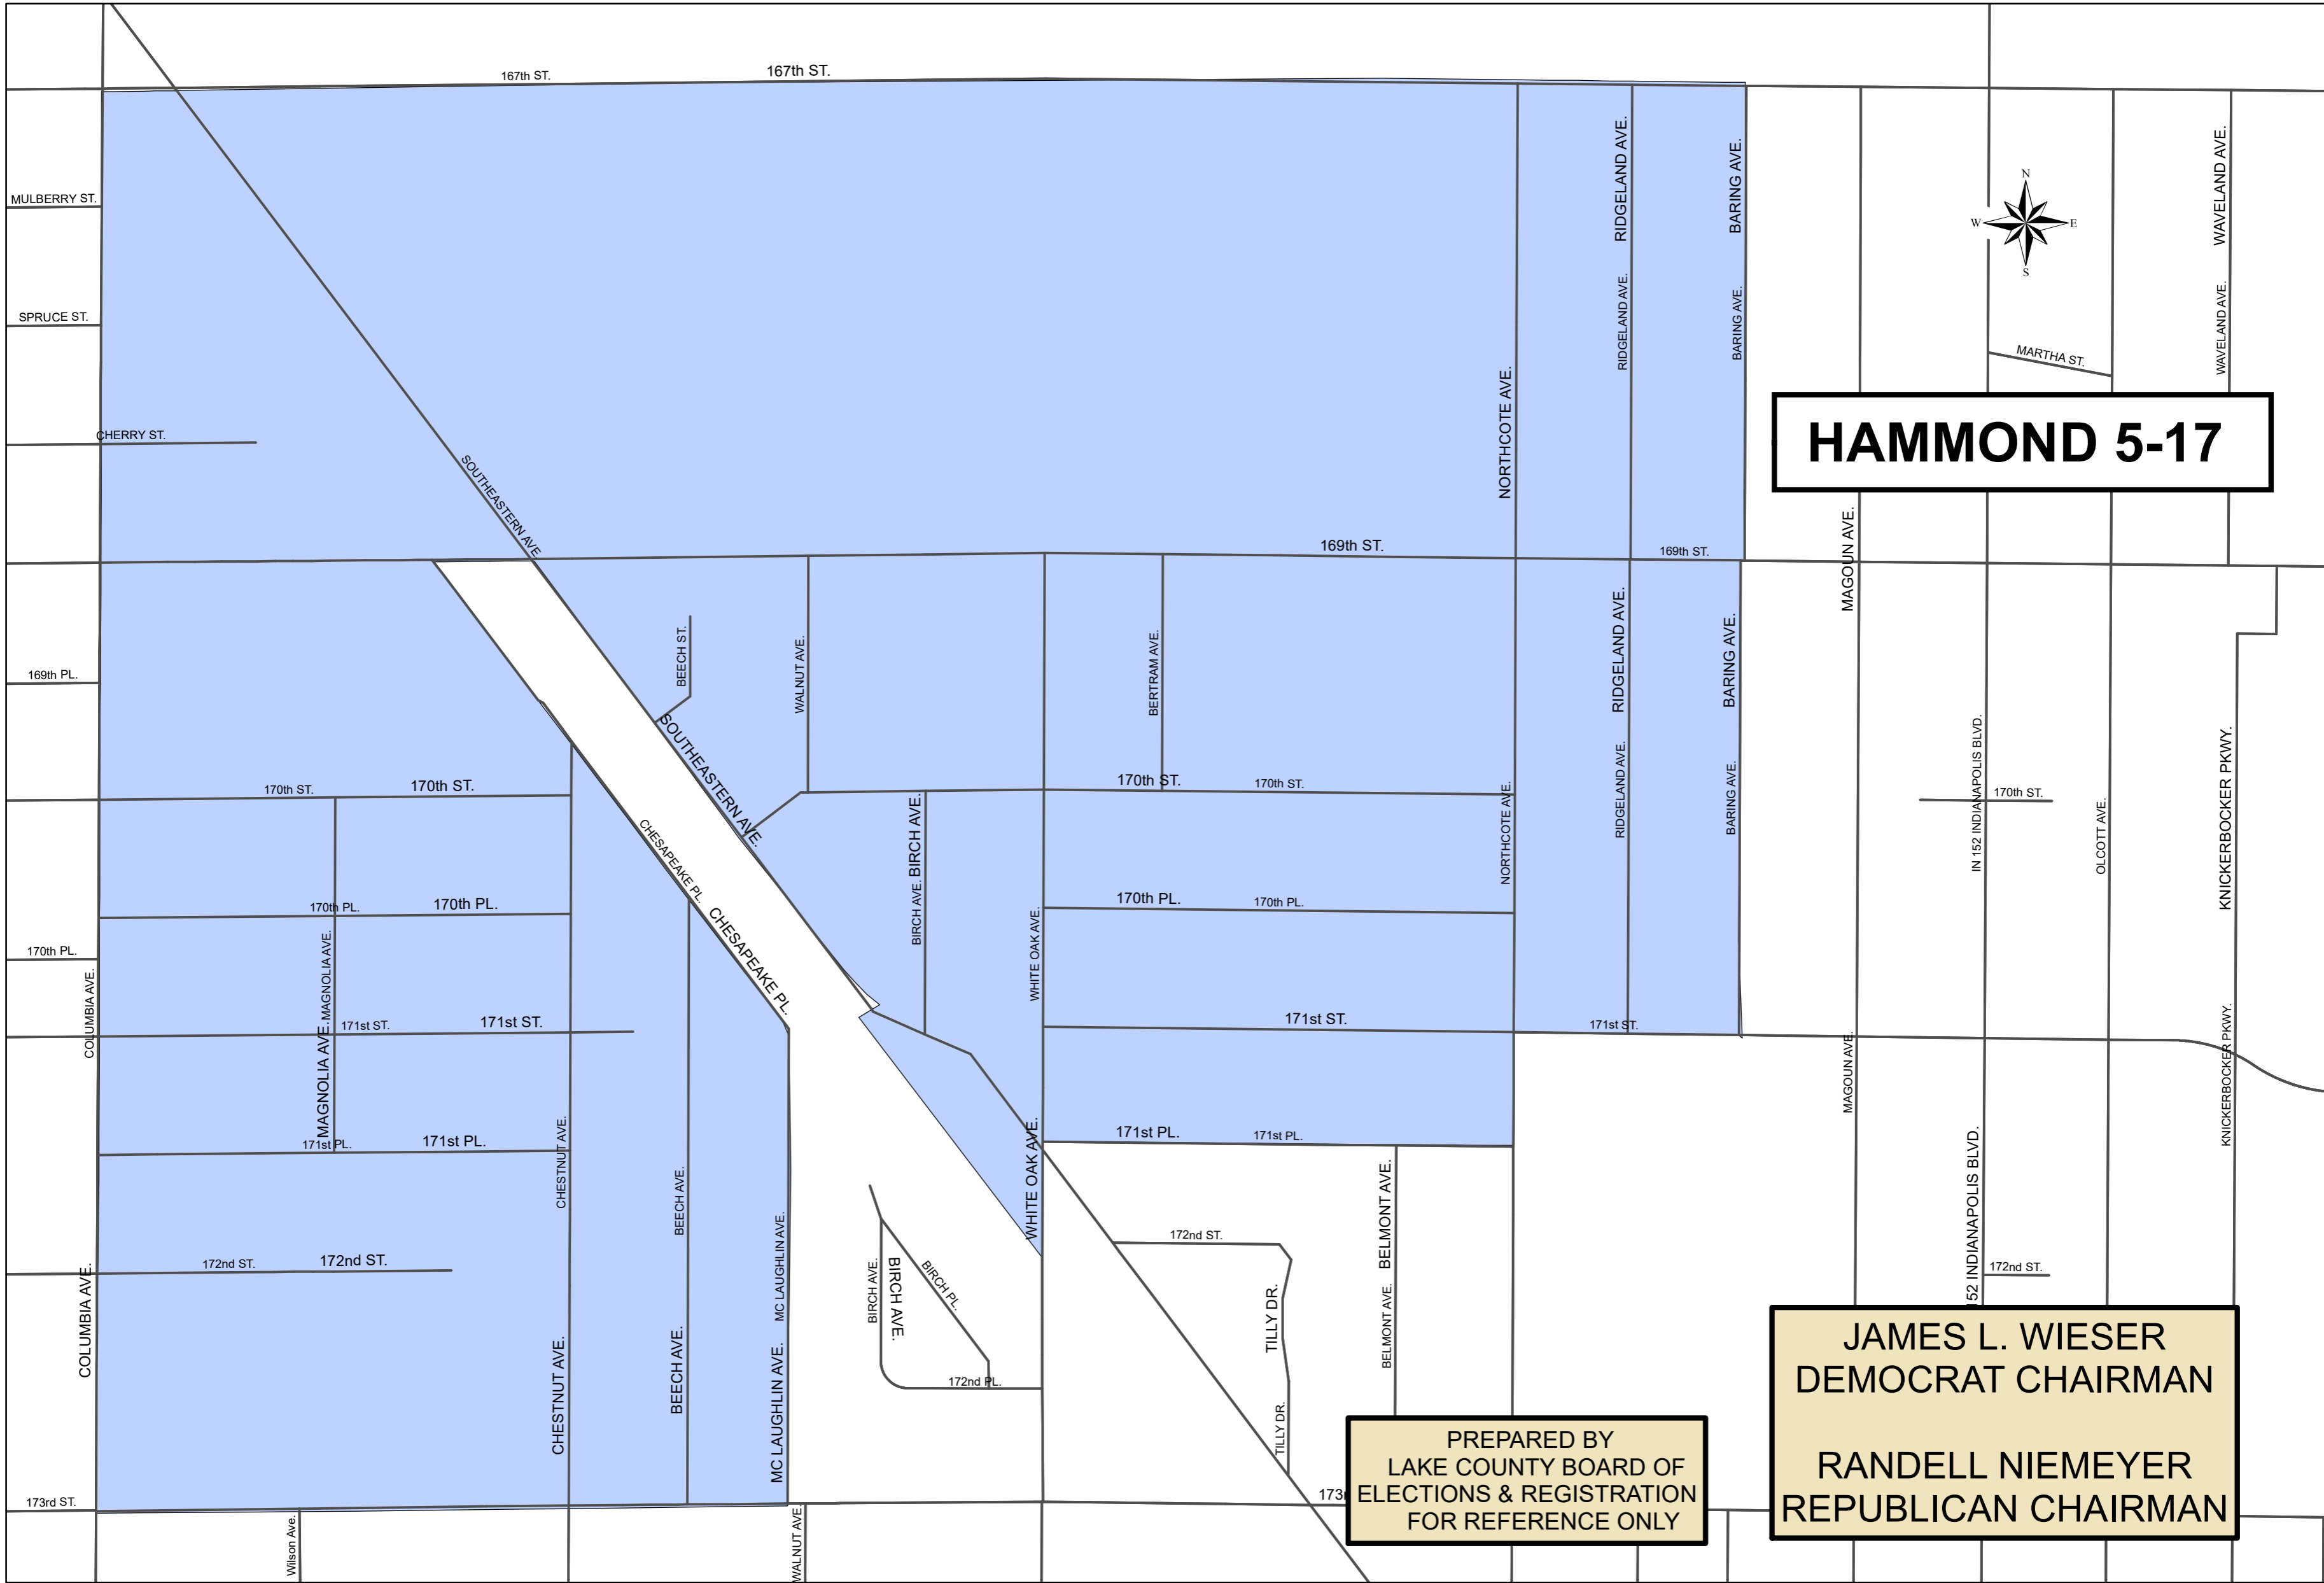 167th ST.
167th ST.
MULBERRY ST.
RIDGELAND AVE.
BARING AVE.
WAVELAND AVE.
N
W
E
S
SPRUCE ST.
RIDGELAND AVE.
BARING AVE.
WAVELAND AVE.
MARTHA ST.
NORTHCOTE AVE.
CHERRY ST.
HAMMOND 5-17
SOUTHEASTERN AVE.
169th ST.
169th ST.
MAGOUN AVE.
169th PL.
BEECH ST.
WALNUT AVE.
BERTRAM AVE.
RIDGELAND AVE.
BARING AVE.
SOUTHEASTERN AVE.
170th ST.
170th ST.
170th ST.
170th ST.
NORTHCOTE AVE.
RIDGELAND AVE.
BARING AVE.
IN 152 INDIANAPOLIS BLVD.
170th ST.
OLCOTT AVE.
KNICKERBOCKER PKWY.
CHESAPEAKE PL.
CHESAPEAKE PL.
BIRCH AVE.
BIRCH AVE.
170th PL.
170th PL.
170th PL.
170th PL.
170th PL.
WHITE OAK AVE.
COLUMBIA AVE.
MAGNOLIA AVE.
MAGNOLIA AVE.
171st ST.
171st ST.
171st ST.
171st ST.
MAGOUN AVE.
KNICKERBOCKER PKWY.
171st PL.
171st PL.
171st PL.
171st PL.
CHESTNUT AVE.
BEECH AVE.
MC LAUGHLIN AVE.
WHITE OAK AVE.
BELMONT AVE.
172nd ST.
172nd ST.
172nd ST.
172nd ST.
152 INDIANAPOLIS BLVD.
COLUMBIA AVE.
BIRCH AVE.
BIRCH AVE.
BIRCH PL.
TILLY DR.
BELMONT AVE.
CHESTNUT AVE.
BEECH AVE.
MC LAUGHLIN AVE.
172nd PL.
TILLY DR.
JAMES L. WIESER
DEMOCRAT CHAIRMAN
RANDELL NIEMEYER
REPUBLICAN CHAIRMAN
PREPARED BY
LAKE COUNTY BOARD OF
ELECTIONS & REGISTRATION
FOR REFERENCE ONLY
173rd ST.
Wilson Ave.
WALNUT AVE.